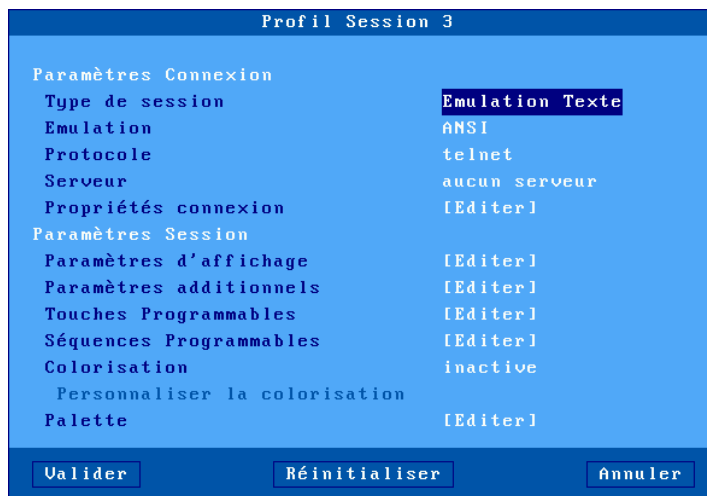 Profil Session 3
Paramètres Connexion
Type de session Emulation Texte
Emulation ANSI
Protocole telnet
Serveur aucun serveur
Propriétés connexion [Editer]
Paramètres Session
Paramètres d'affichage [Editer]
Paramètres additionnels [Editer]
Touches Programmables [Editer]
Séquences Programmables [Editer]
Colorisation inactive
Personnaliser la colorisation
Palette [Editer]
Valider Réinitialiser Annuler